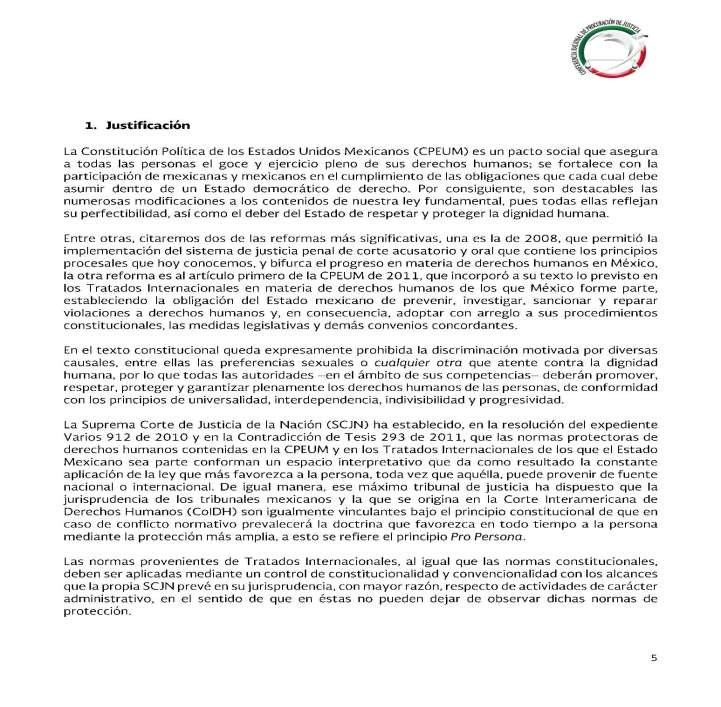 CONFERENCIA NACIONAL DE PROCURACIÓN DE JUSTICIA
1. Justificación
La Constitución Política de los Estados Unidos Mexicanos (CPEUM) es un pacto social que asegura
a todas las personas el goce y ejercicio pleno de sus derechos humanos; se fortalece con la
participación de mexicanas y mexicanos en el cumplimiento de las obligaciones que cada cual debe
asumir dentro de un Estado democrático de derecho. Por consiguiente, son destacables las
numerosas modificaciones a los contenidos de nuestra ley fundamental, pues todas ellas reflejan
su perfectibilidad, así como el deber del Estado de respetar y proteger la dignidad humana.
Entre otras, citaremos dos de las reformas más significativas, una es la de 2008, que permitió la
implementación del sistema de justicia penal de corte acusatorio y oral que contiene los principios
procesales que hoy conocemos, y bifurca el progreso en materia de derechos humanos en México,
la otra reforma es al artículo primero de la CPEUM de 2011, que incorporó a su texto lo previsto en
los Tratados Internacionales en materia de derechos humanos de los que México forme parte,
estableciendo la obligación del Estado mexicano de prevenir, investigar, sancionar y reparar
violaciones a derechos humanos y, en consecuencia, adoptar con arreglo a sus procedimientos
constitucionales, las medidas legislativas y demás convenios concordantes.
En el texto constitucional queda expresamente prohibida la discriminación motivada por diversas
causales, entre ellas las preferencias sexuales o cualquier otra que atente contra la dignidad
humana, por lo que todas las autoridades –en el ámbito de sus competencias– deberán promover,
respetar, proteger y garantizar plenamente los derechos humanos de las personas, de conformidad
con los principios de universalidad, interdependencia, indivisibilidad y progresividad.
La Suprema Corte de Justicia de la Nación (SCJN) ha establecido, en la resolución del expediente
Varios 912 de 2010 y en la Contradicción de Tesis 293 de 2011, que las normas protectoras de
derechos humanos contenidas en la CPEUM y en los Tratados Internacionales de los que el Estado
Mexicano sea parte conforman un espacio interpretativo que da como resultado la constante
aplicación de la ley que más favorezca a la persona, toda vez que aquélla, puede provenir de fuente
nacional o internacional. De igual manera, ese máximo tribunal de justicia ha dispuesto que la
jurisprudencia de los tribunales mexicanos y la que se origina en la Corte Interamericana de
Derechos Humanos (CoIDH) son igualmente vinculantes bajo el principio constitucional de que en
caso de conflicto normativo prevalecerá la doctrina que favorezca en todo tiempo a la persona
mediante la protección más amplia, a esto se refiere el principio Pro Persona.
Las normas provenientes de Tratados Internacionales, al igual que las normas constitucionales,
deben ser aplicadas mediante un control de constitucionalidad y convencionalidad con los alcances
que la propia SCJN prevé en su jurisprudencia, con mayor razón, respecto de actividades de carácter
administrativo, en el sentido de que en éstas no pueden dejar de observar dichas normas de
protección.
5